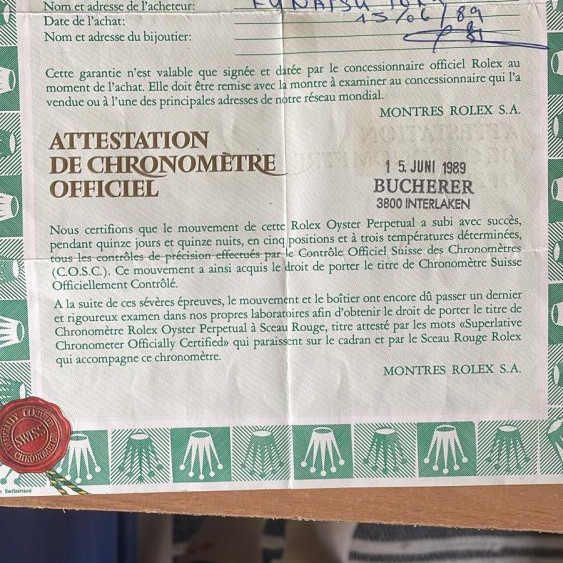 Nom et adresse de l'acheteur:
Date de l'achat: 15/06/89
Nom et adresse du bijoutier:
Cette garantie n'est valable que signée et datée par le concessionnaire officiel Rolex au
moment de l'achat. Elle doit être remise avec la montre à examiner au concessionnaire qui l'a
vendue ou à l'une des principales adresses de notre réseau mondial.
MONTRES ROLEX S.A.
ATTESTATION
DE CHRONOMÈTRE
OFFICIEL
15. JUNI 1989
BUCHERER
3800 INTERLAKEN
Nous certifions que le mouvement de cette Rolex Oyster Perpetual a subi avec succès,
pendant quinze jours et quinze nuits, en cinq positions et à trois températures déterminées,
tous les contrôles de précision effectués par le Contrôle Officiel Suisse des Chronomètres
(C.O.S.C.). Ce mouvement a ainsi acquis le droit de porter le titre de Chronomètre Suisse
Officiellement Contrôlé.
A la suite de ces sévères épreuves, le mouvement et le boîtier ont encore dû passer un dernier
et rigoureux examen dans nos propres laboratoires afin d'obtenir le droit de porter le titre de
Chronomètre Rolex Oyster Perpetual à Sceau Rouge, titre attesté par les mots «Superlative
Chronometer Officially Certified» qui paraissent sur le cadran et par le Sceau Rouge Rolex
qui accompagne ce chronomètre.
MONTRES ROLEX S.A.
OFFICIALLY CERTIFIED
SWISS
CHRONOMETER
Switzerland